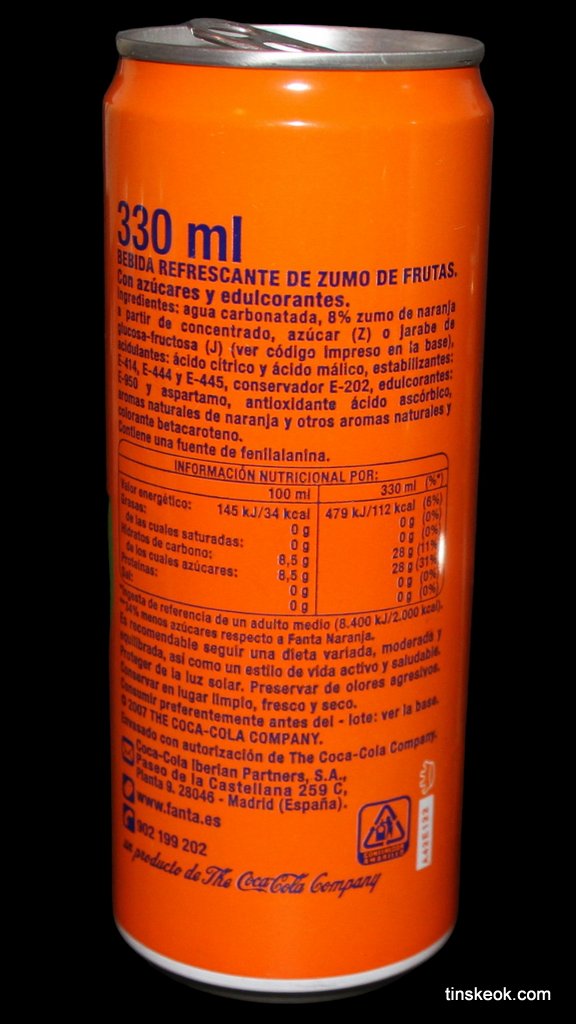 330 ml
BEBIDA REFRESCANTE DE ZUMO DE FRUTAS.
Con azúcares y edulcorantes.
Ingredientes: agua carbonatada, 8% zumo de naranja
a partir de concentrado, azúcar (Z) o jarabe de
glucosa-fructosa (J) (ver código impreso en la base),
acidulantes: ácido cítrico y ácido málico, estabilizantes:
E-414, E-444 y E-445, conservador E-202, edulcorantes:
E-950 y aspartamo, antioxidante ácido ascórbico,
aromas naturales de naranja y otros aromas naturales y
colorante betacaroteno.
Contiene una fuente de fenilalanina.
INFORMACIÓN NUTRICIONAL POR:
100 ml 330 ml (%*)
Valor energético: 145 kJ/34 kcal 479 kJ/112 kcal (6%)
Grasas: 0 g 0 g (0%)
de las cuales saturadas: 0 g 0 g (0%)
Hidratos de carbono: 8,5 g 28 g (11%)
de los cuales azúcares: 8,5 g 28 g (31%)
Proteínas: 0 g 0 g (0%)
Sal: 0 g 0 g (0%)
*Ingesta de referencia de un adulto medio (8.400 kJ/2.000 kcal).
menos azúcares respecto a Fanta Naranja.
Es recomendable seguir una dieta variada, moderada y
equilibrada, así como un estilo de vida activo y saludable.
Proteger de la luz solar. Preservar de olores agresivos.
Conservar en lugar limpio, fresco y seco.
Consumir preferentemente antes del - lote: ver la base.
© 2007 THE COCA-COLA COMPANY.
Envasado con autorización de The Coca-Cola Company.
Coca-Cola Iberian Partners, S.A.,
Paseo de la Castellana 259 C,
Planta 9. 28046 - Madrid (España).
www.fanta.es
902 199 202
un producto de The Coca-Cola Company
CONTENEDOR
AMARILLO
tinskeok.com